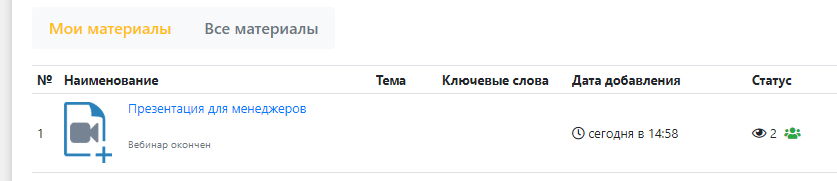 Мои материалы Все материалы
№ Наименование Тема Ключевые слова Дата добавления Статус
1 Презентация для менеджеров сегодня в 14:58 2
Вебинар окончен